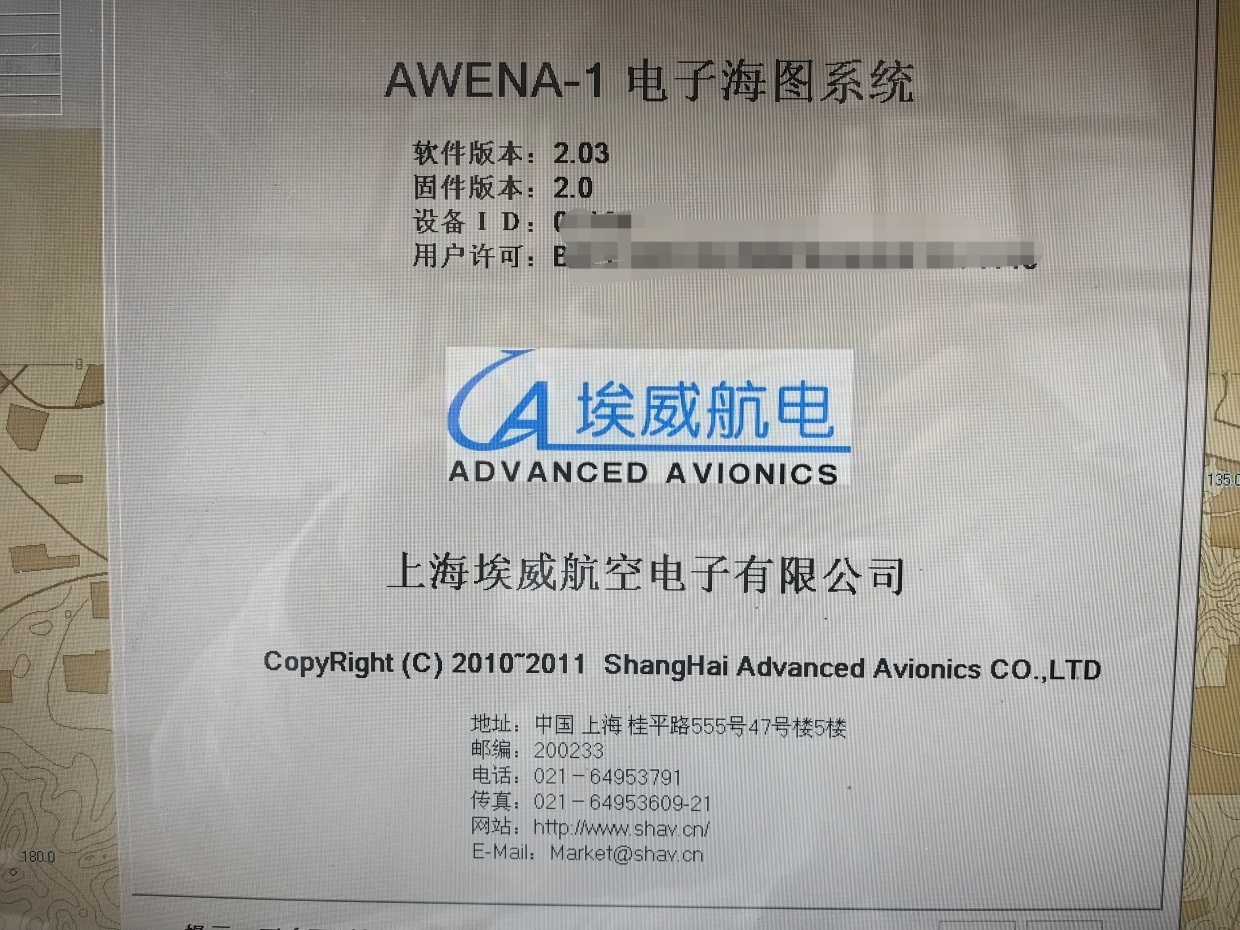 AWENA-1 电子海图系统
软件版本：2.03
固件版本：2.0
设备ＩＤ：
用户许可：
埃威航电
ADVANCED AVIONICS
上海埃威航空电子有限公司
CopyRight (C) 2010~2011 ShangHai Advanced Avionics CO.,LTD
地址：中国 上海 桂平路555号47号楼5楼
邮编：200233
电话：021－64953791
传真：021－64953609-21
网站：http://www.shav.cn/
E-Mail：Market@shav.cn
135.0
180.0